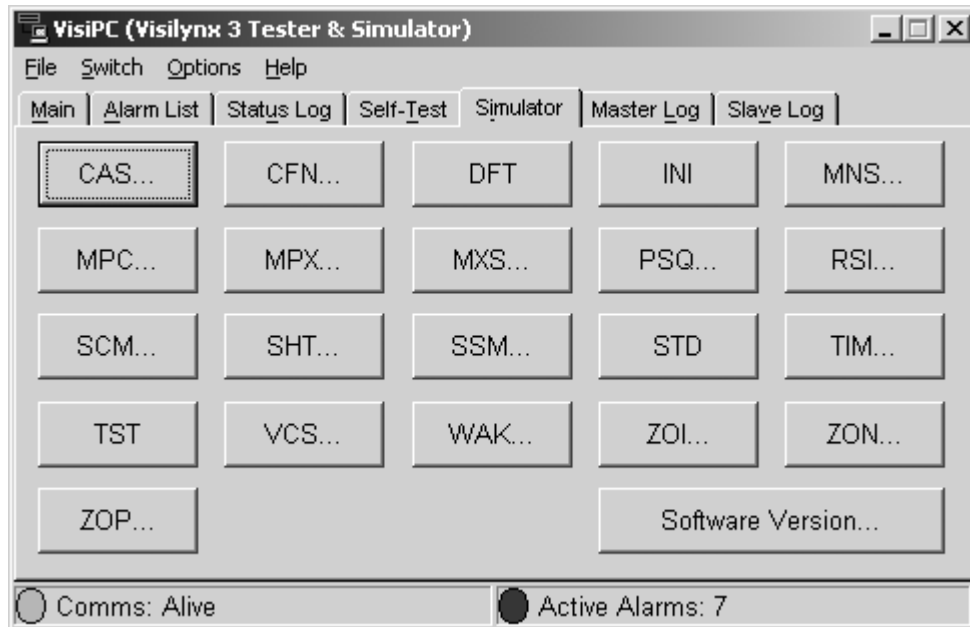 VisiPC (Visilynx 3 Tester & Simulator)
File Switch Options Help
Main Alarm List Status Log Self-Test Simulator Master Log Slave Log
CAS... CFN... DFT INI MNS...
MPC... MPX... MXS... PSQ... RSI...
SCM... SHT... SSM... STD TIM...
TST VCS... WAK... ZOI... ZON...
ZOP... Software Version...
Comms: Alive Active Alarms: 7